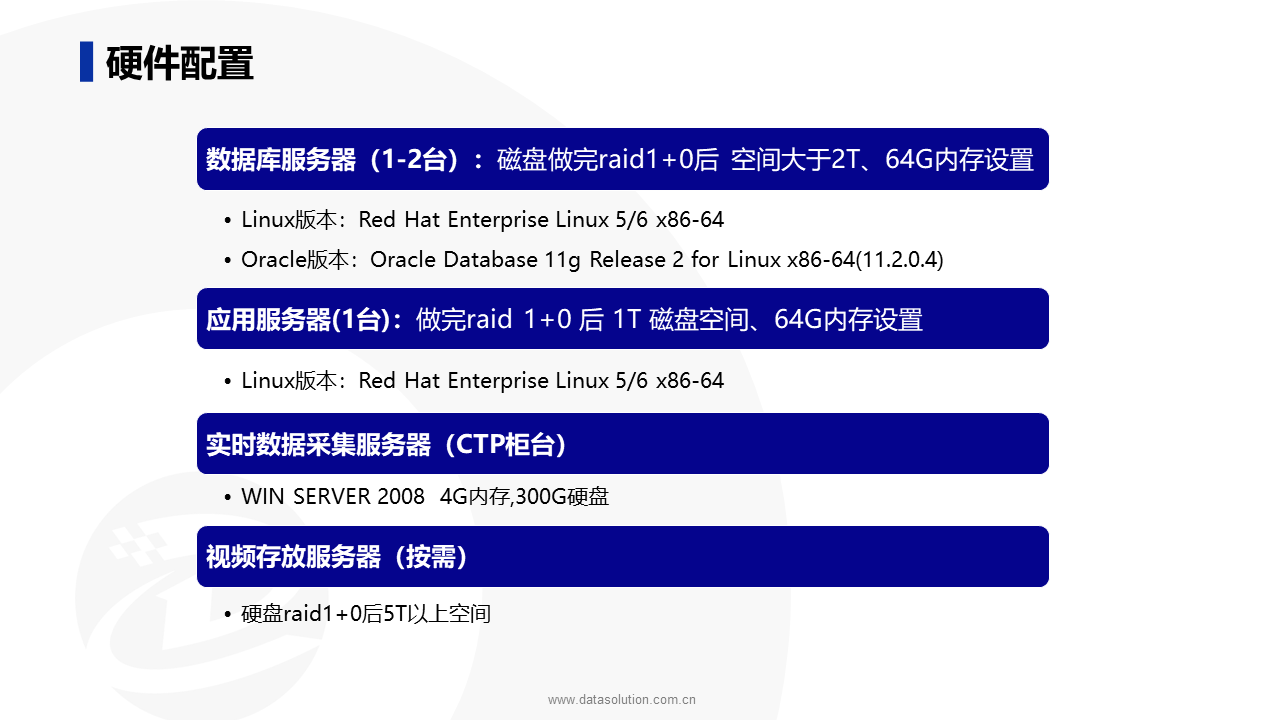 硬件配置
数据库服务器（1-2台）：磁盘做完raid1+0后 空间大于2T、64G内存设置
• Linux版本：Red Hat Enterprise Linux 5/6 x86-64
• Oracle版本：Oracle Database 11g Release 2 for Linux x86-64(11.2.0.4)
应用服务器(1台)：做完raid 1+0 后 1T 磁盘空间、64G内存设置
• Linux版本：Red Hat Enterprise Linux 5/6 x86-64
实时数据采集服务器（CTP柜台）
• WIN SERVER 2008 4G内存,300G硬盘
视频存放服务器（按需）
• 硬盘raid1+0后5T以上空间
www.datasolution.com.cn